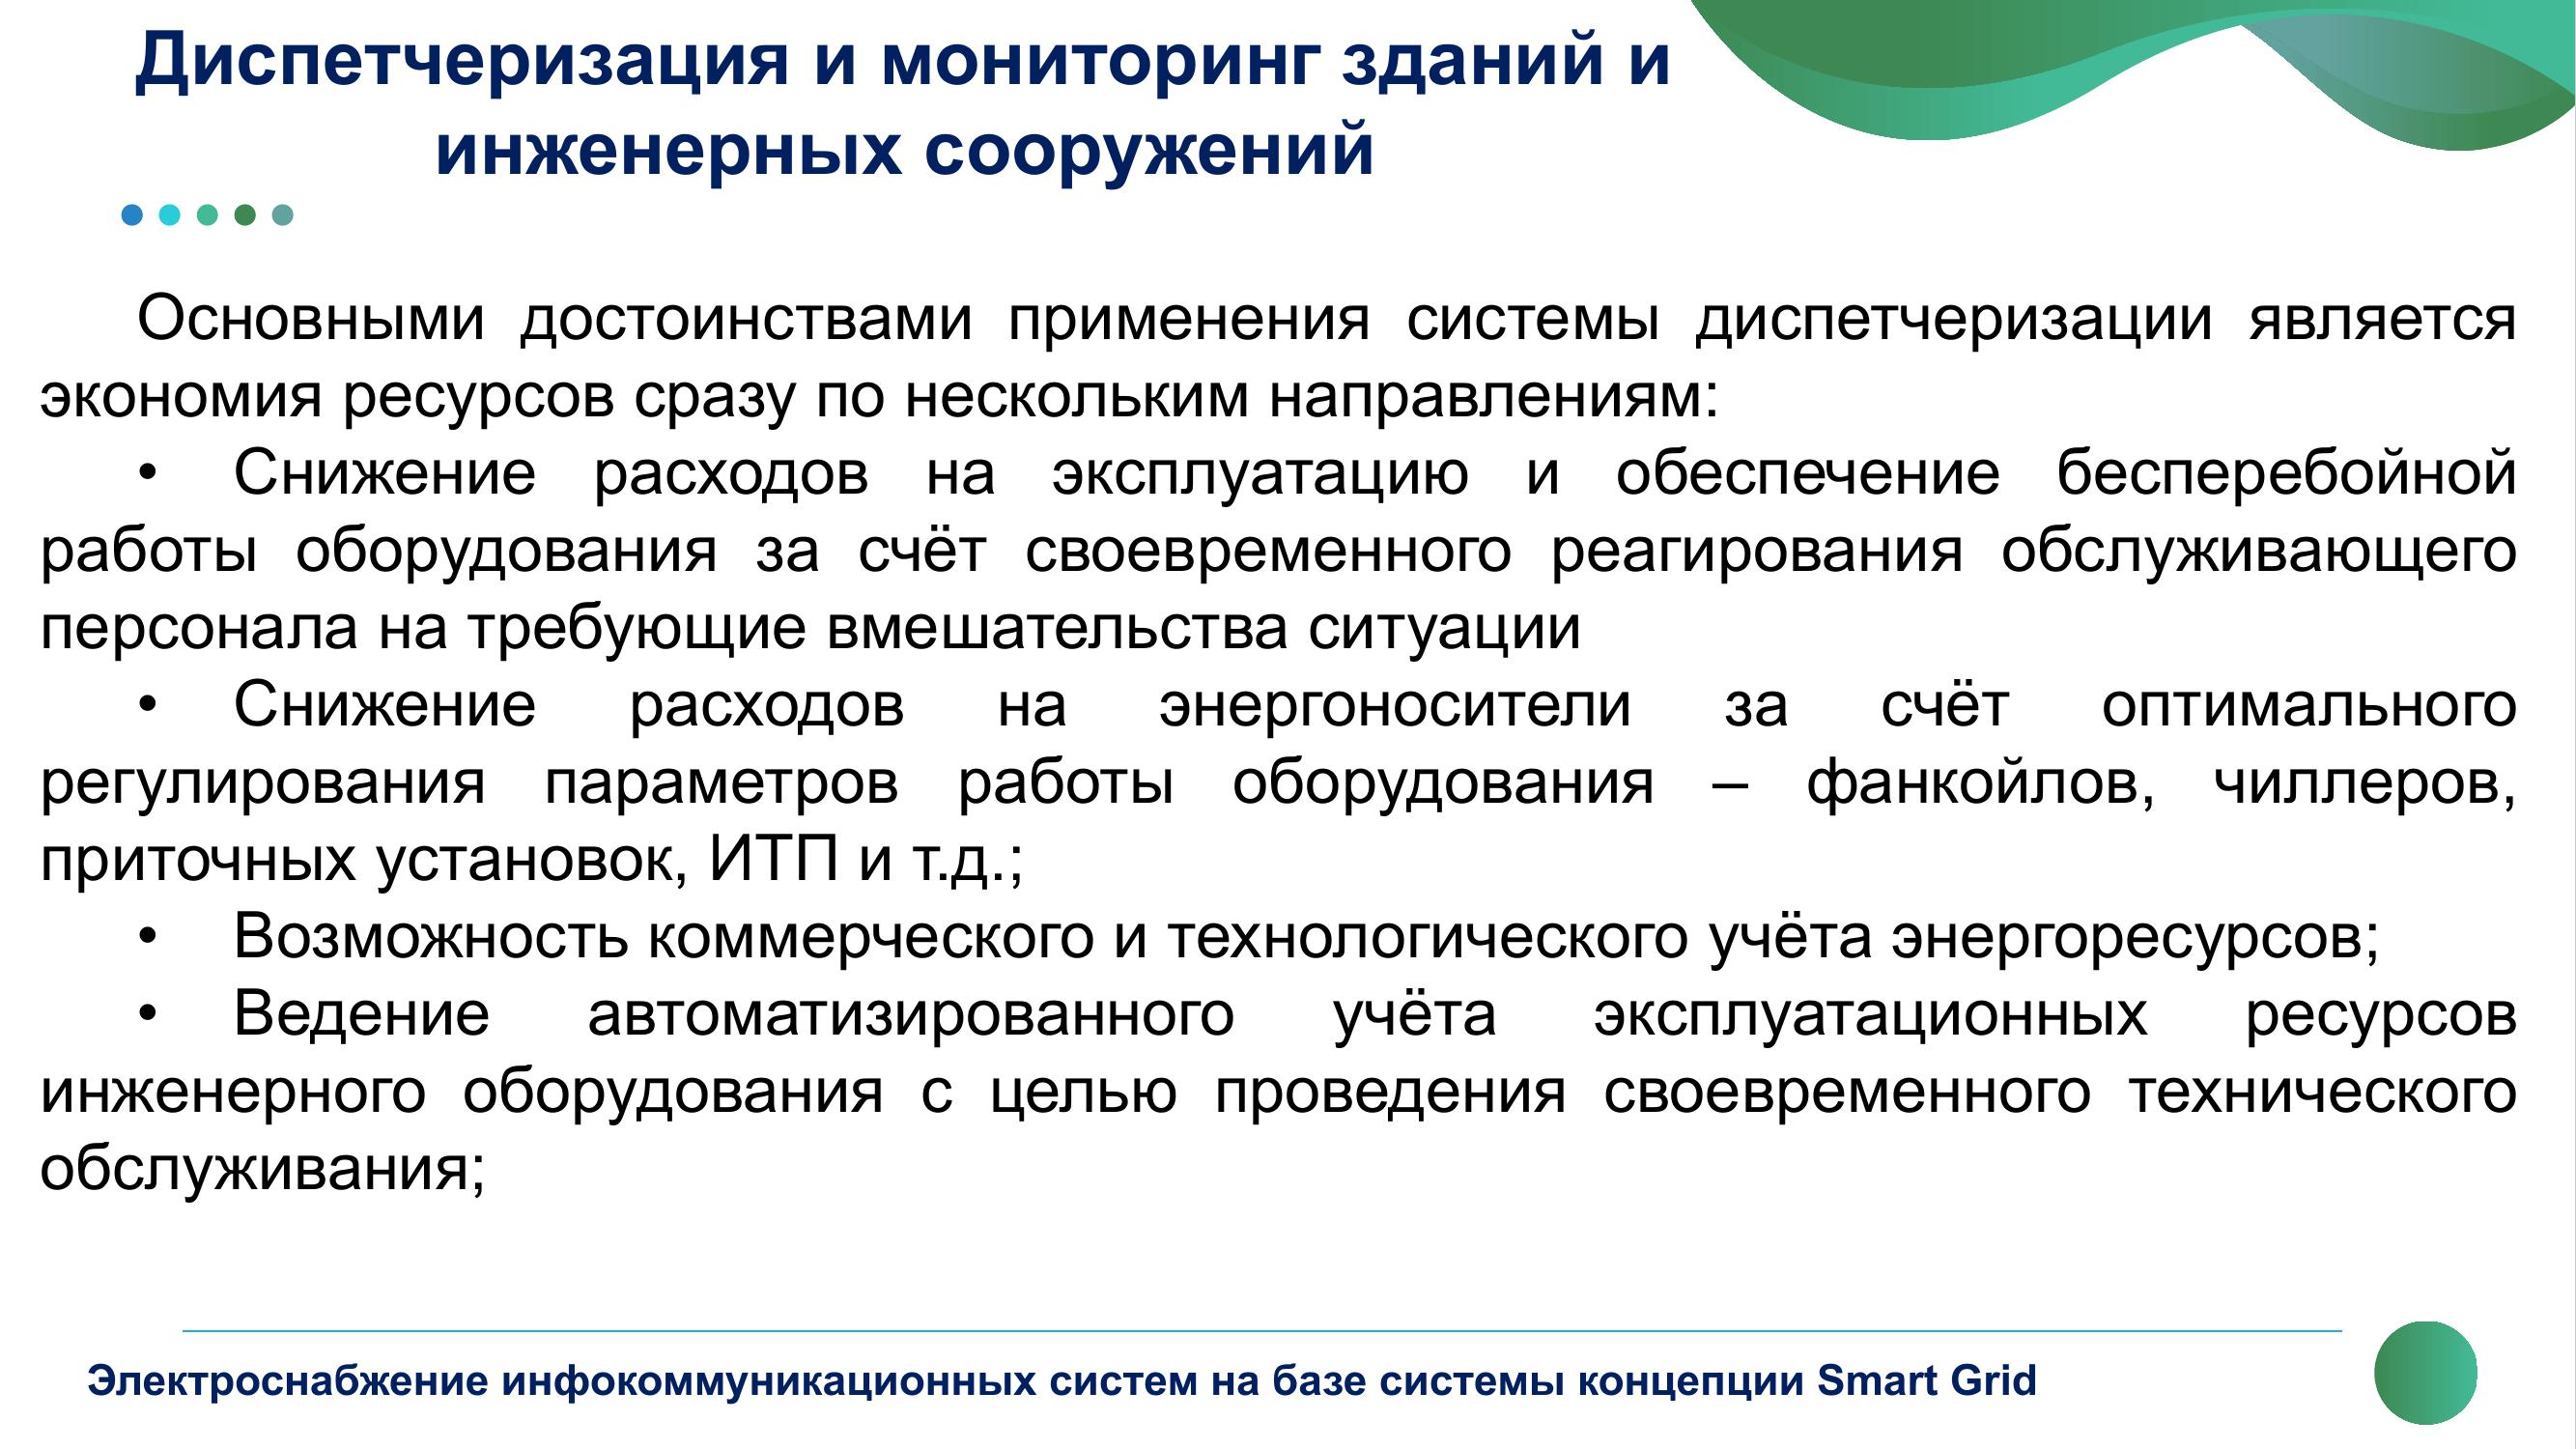 Диспетчеризация и мониторинг зданий и
инженерных сооружений
Основными достоинствами применения системы диспетчеризации является
экономия ресурсов сразу по нескольким направлениям:
• Снижение расходов на эксплуатацию и обеспечение бесперебойной
работы оборудования за счёт своевременного реагирования обслуживающего
персонала на требующие вмешательства ситуации
• Снижение расходов на энергоносители за счёт оптимального
регулирования параметров работы оборудования – фанкойлов, чиллеров,
приточных установок, ИТП и т.д.;
• Возможность коммерческого и технологического учёта энергоресурсов;
• Ведение автоматизированного учёта эксплуатационных ресурсов
инженерного оборудования с целью проведения своевременного технического
обслуживания;
Электроснабжение инфокоммуникационных систем на базе системы концепции Smart Grid